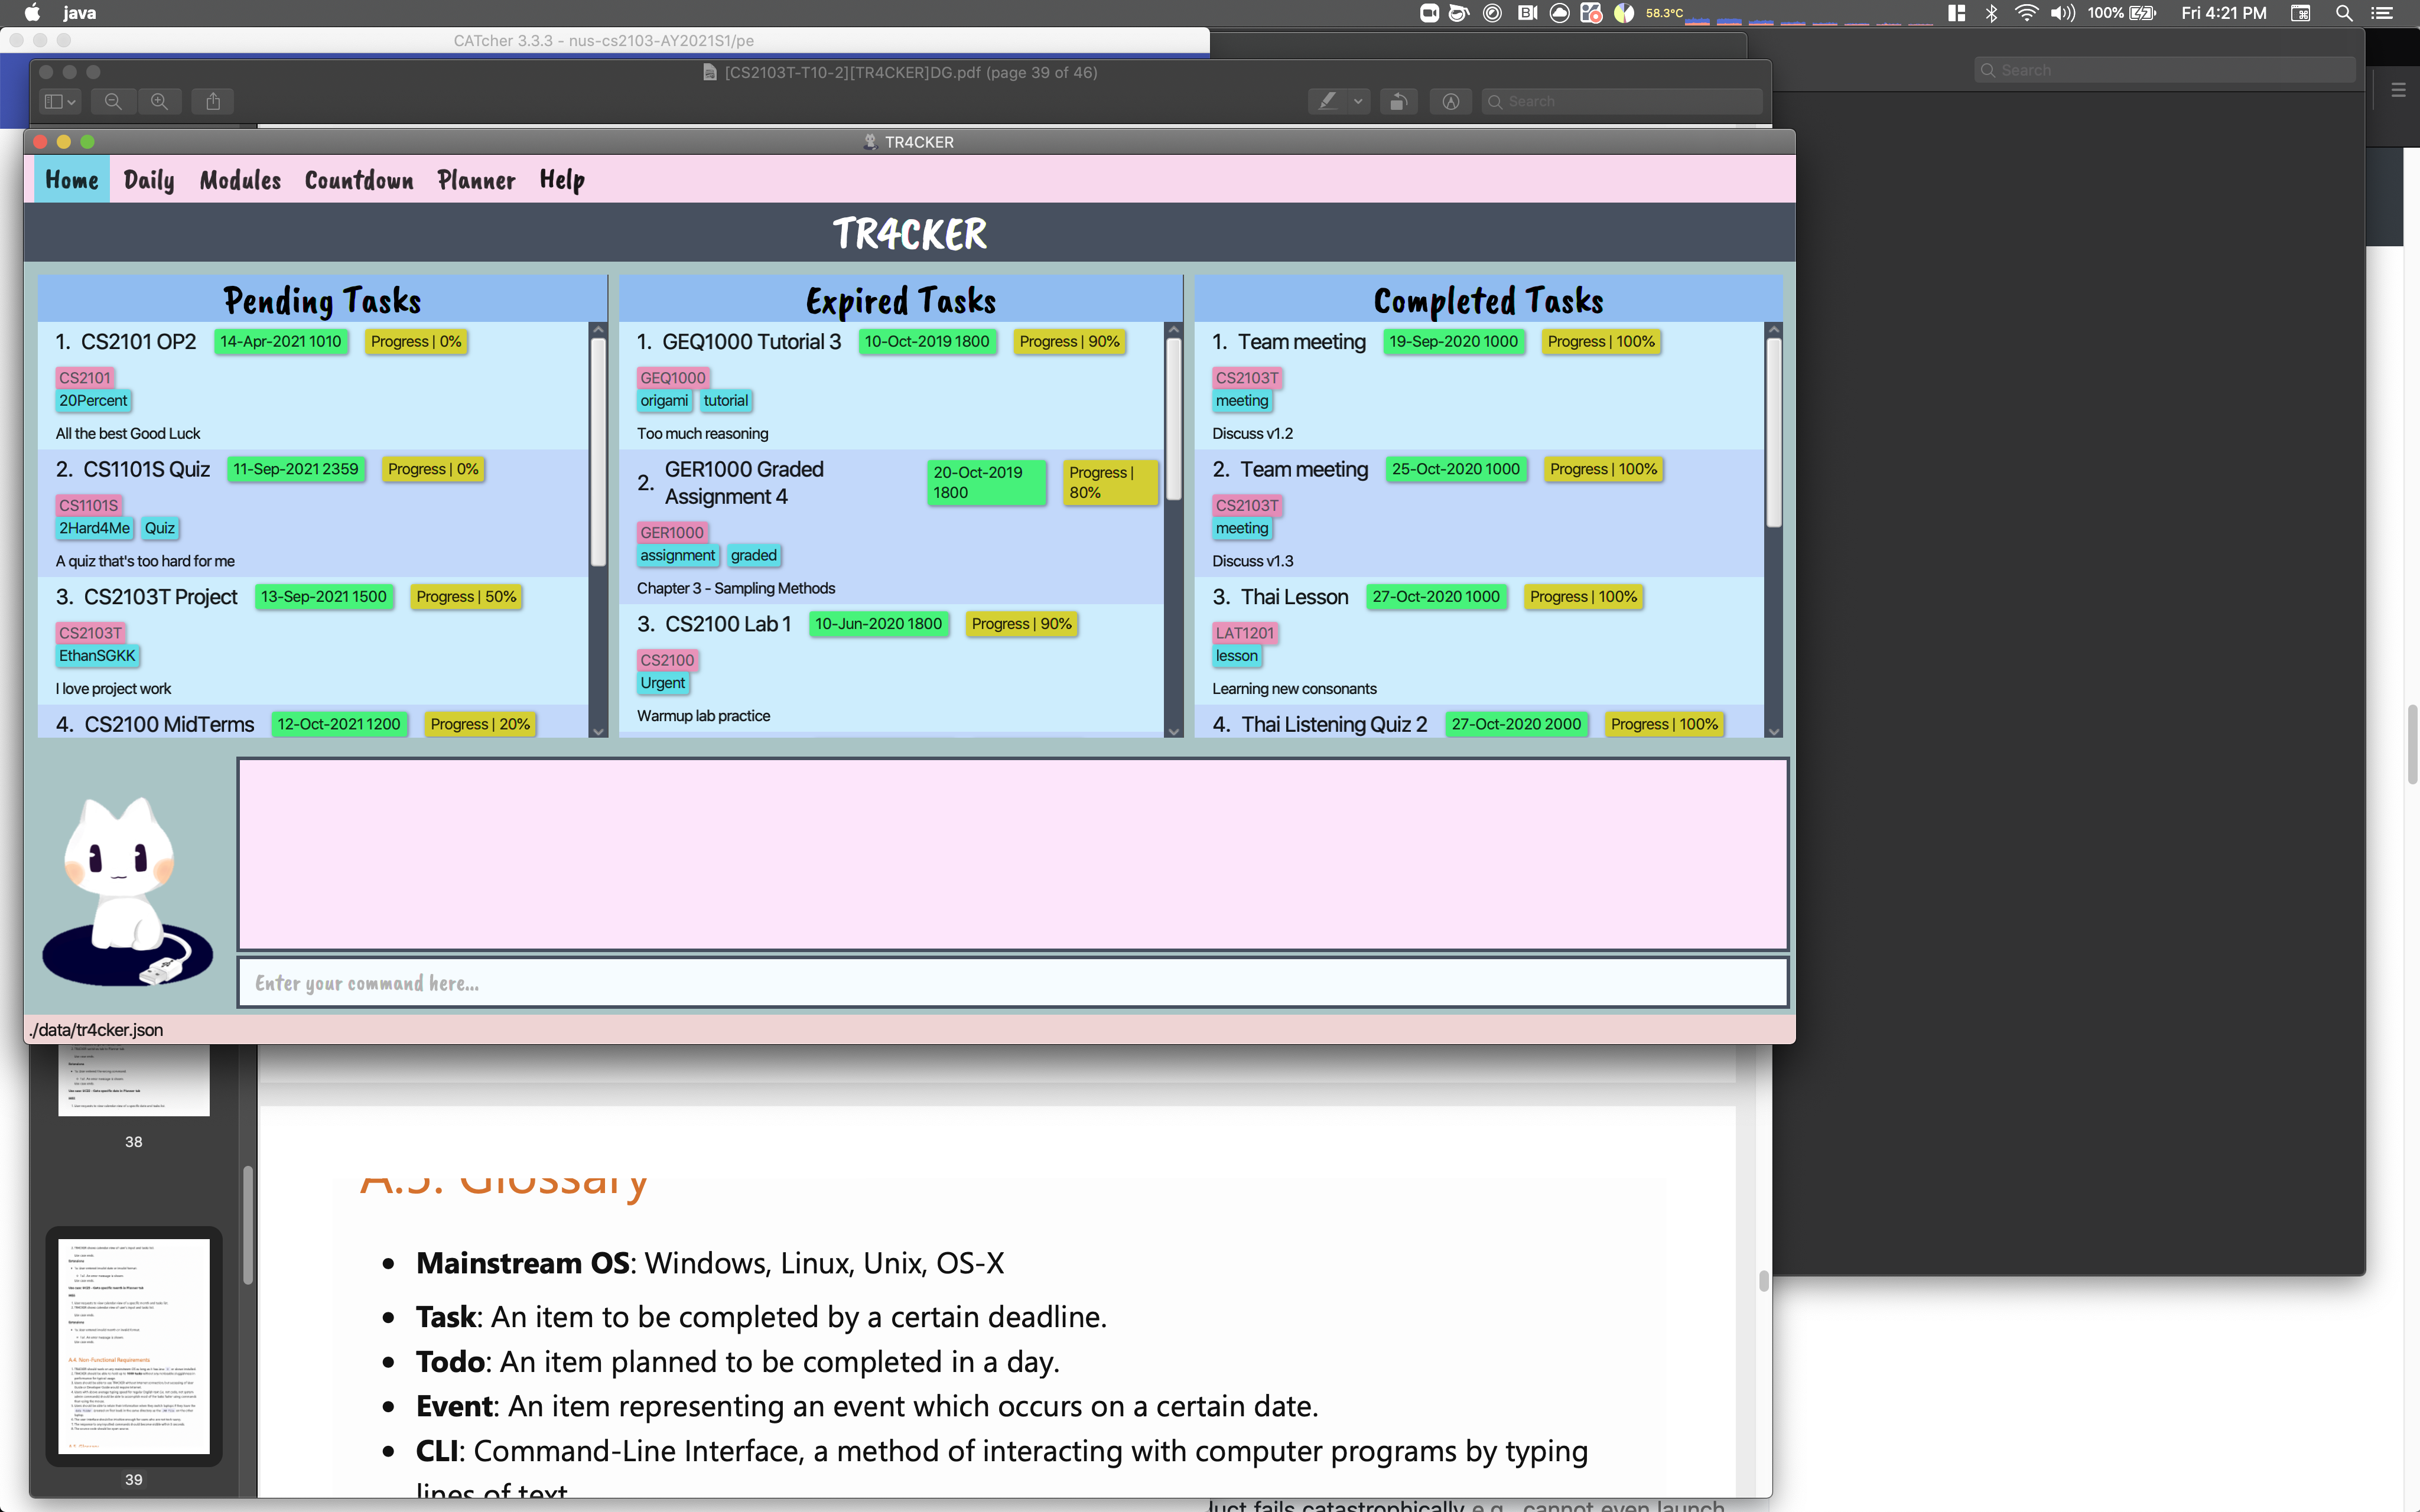 java
58.3°C
100%
Fri 4:21 PM
CATcher 3.3.3 - nus-cs2103-AY2021S1/pe
[CS2103T-T10-2][TR4CKER]DG.pdf (page 39 of 46)
Search
Search
TR4CKER
Home Daily Modules Countdown Planner Help
TR4CKER
Pending Tasks
1. CS2101 OP2 14-Apr-2021 1010 Progress | 0%
CS2101
20Percent
All the best Good Luck
2. CS1101S Quiz 11-Sep-2021 2359 Progress | 0%
CS1101S
2Hard4Me Quiz
A quiz that's too hard for me
3. CS2103T Project 13-Sep-2021 1500 Progress | 50%
CS2103T
EthanSGKK
I love project work
4. CS2100 MidTerms 12-Oct-2021 1200 Progress | 20%
Expired Tasks
1. GEQ1000 Tutorial 3 10-Oct-2019 1800 Progress | 90%
GEQ1000
origami tutorial
Too much reasoning
2. GER1000 Graded
Assignment 4
20-Oct-2019
1800
Progress |
80%
GER1000
assignment graded
Chapter 3 - Sampling Methods
3. CS2100 Lab 1 10-Jun-2020 1800 Progress | 90%
CS2100
Urgent
Warmup lab practice
Completed Tasks
1. Team meeting 19-Sep-2020 1000 Progress | 100%
CS2103T
meeting
Discuss v1.2
2. Team meeting 25-Oct-2020 1000 Progress | 100%
CS2103T
meeting
Discuss v1.3
3. Thai Lesson 27-Oct-2020 1000 Progress | 100%
LAT1201
lesson
Learning new consonants
4. Thai Listening Quiz 2 27-Oct-2020 2000 Progress | 100%
Enter your command here...
./data/tr4cker.json
38
A.4. Non-Functional Requirements
39
A.5. Glossary
• Mainstream OS: Windows, Linux, Unix, OS-X
• Task: An item to be completed by a certain deadline.
• Todo: An item planned to be completed in a day.
• Event: An item representing an event which occurs on a certain date.
• CLI: Command-Line Interface, a method of interacting with computer programs by typing
lines of text
duct fails catastrophically e.g., cannot even launch